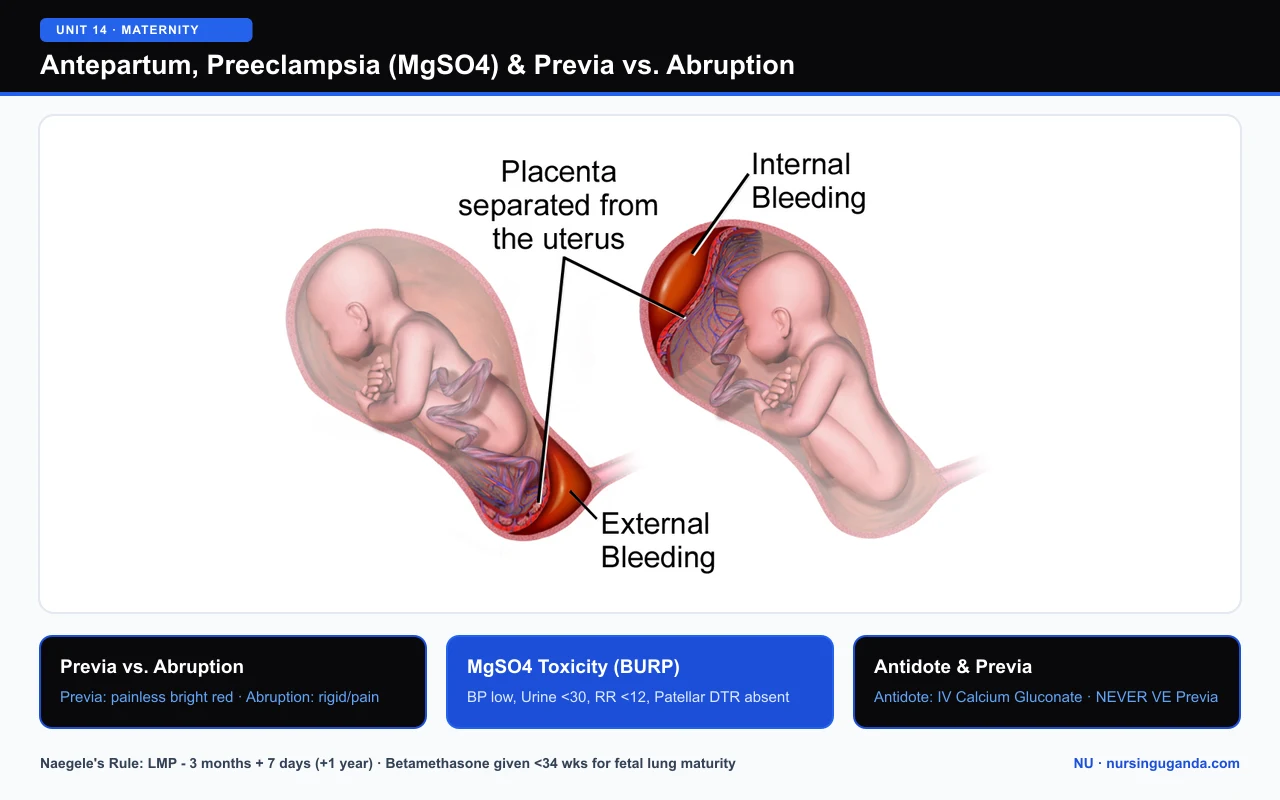 UNIT 14 · MATERNITY
Antepartum, Preeclampsia (MgSO4) & Previa vs. Abruption
Placenta
separated from
the uterus
Internal
Bleeding
External
Bleeding
Previa vs. Abruption
Previa: painless bright red · Abruption: rigid/pain
MgSO4 Toxicity (BURP)
BP low, Urine <30, RR <12, Patellar DTR absent
Antidote & Previa
Antidote: IV Calcium Gluconate · NEVER VE Previa
Naegele's Rule: LMP - 3 months + 7 days (+1 year) · Betamethasone given <34 wks for fetal lung maturity
NU · nursinguganda.com